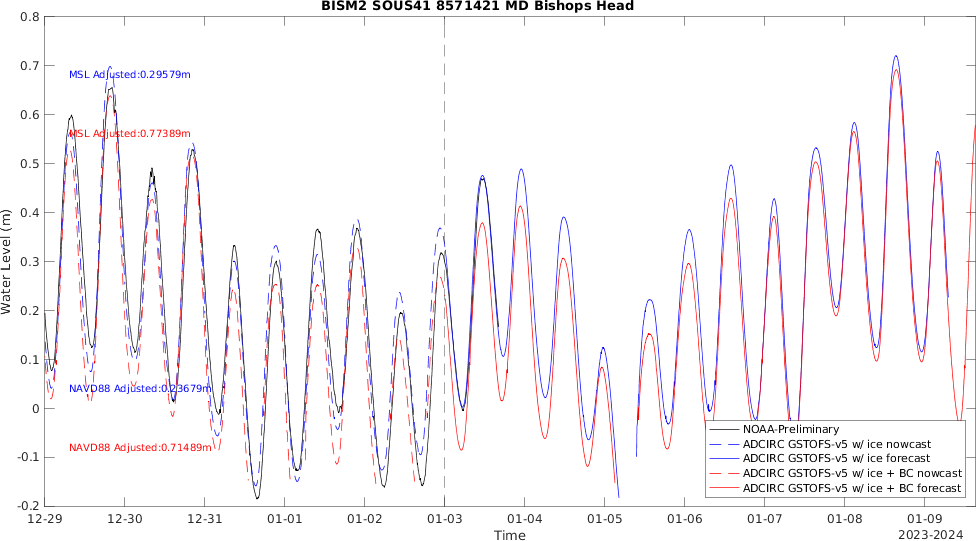 BISM2 SOUS41 8571421 MD Bishops Head
0.8
0.7
0.6
0.5
0.4
0.3
0.2
0.1
0
-0.1
-0.2
Water Level (m)
MSL Adjusted:0.29579m
MSL Adjusted:0.77389m
NAVD88 Adjusted:0.23679m
NAVD88 Adjusted:0.71489m
NOAA-Preliminary
ADCIRC GSTOFS-v5 w/ ice nowcast
ADCIRC GSTOFS-v5 w/ ice forecast
ADCIRC GSTOFS-v5 w/ ice + BC nowcast
ADCIRC GSTOFS-v5 w/ ice + BC forecast
12-29 12-30 12-31 01-01 01-02 01-03 01-04 01-05 01-06 01-07 01-08 01-09
Time
2023-2024